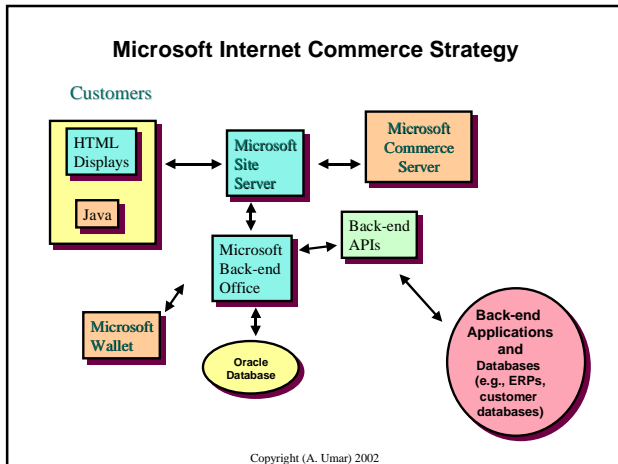 Microsoft Internet Commerce Strategy
Customers
HTML
Displays
Java
Microsoft
Site
Server
Microsoft
Commerce
Server
Microsoft
Back-end
Office
Back-end
APIs
Microsoft
Wallet
Oracle
Database
Back-end
Applications
and
Databases
(e.g., ERPs,
customer
databases)
Copyright (A. Umar) 2002